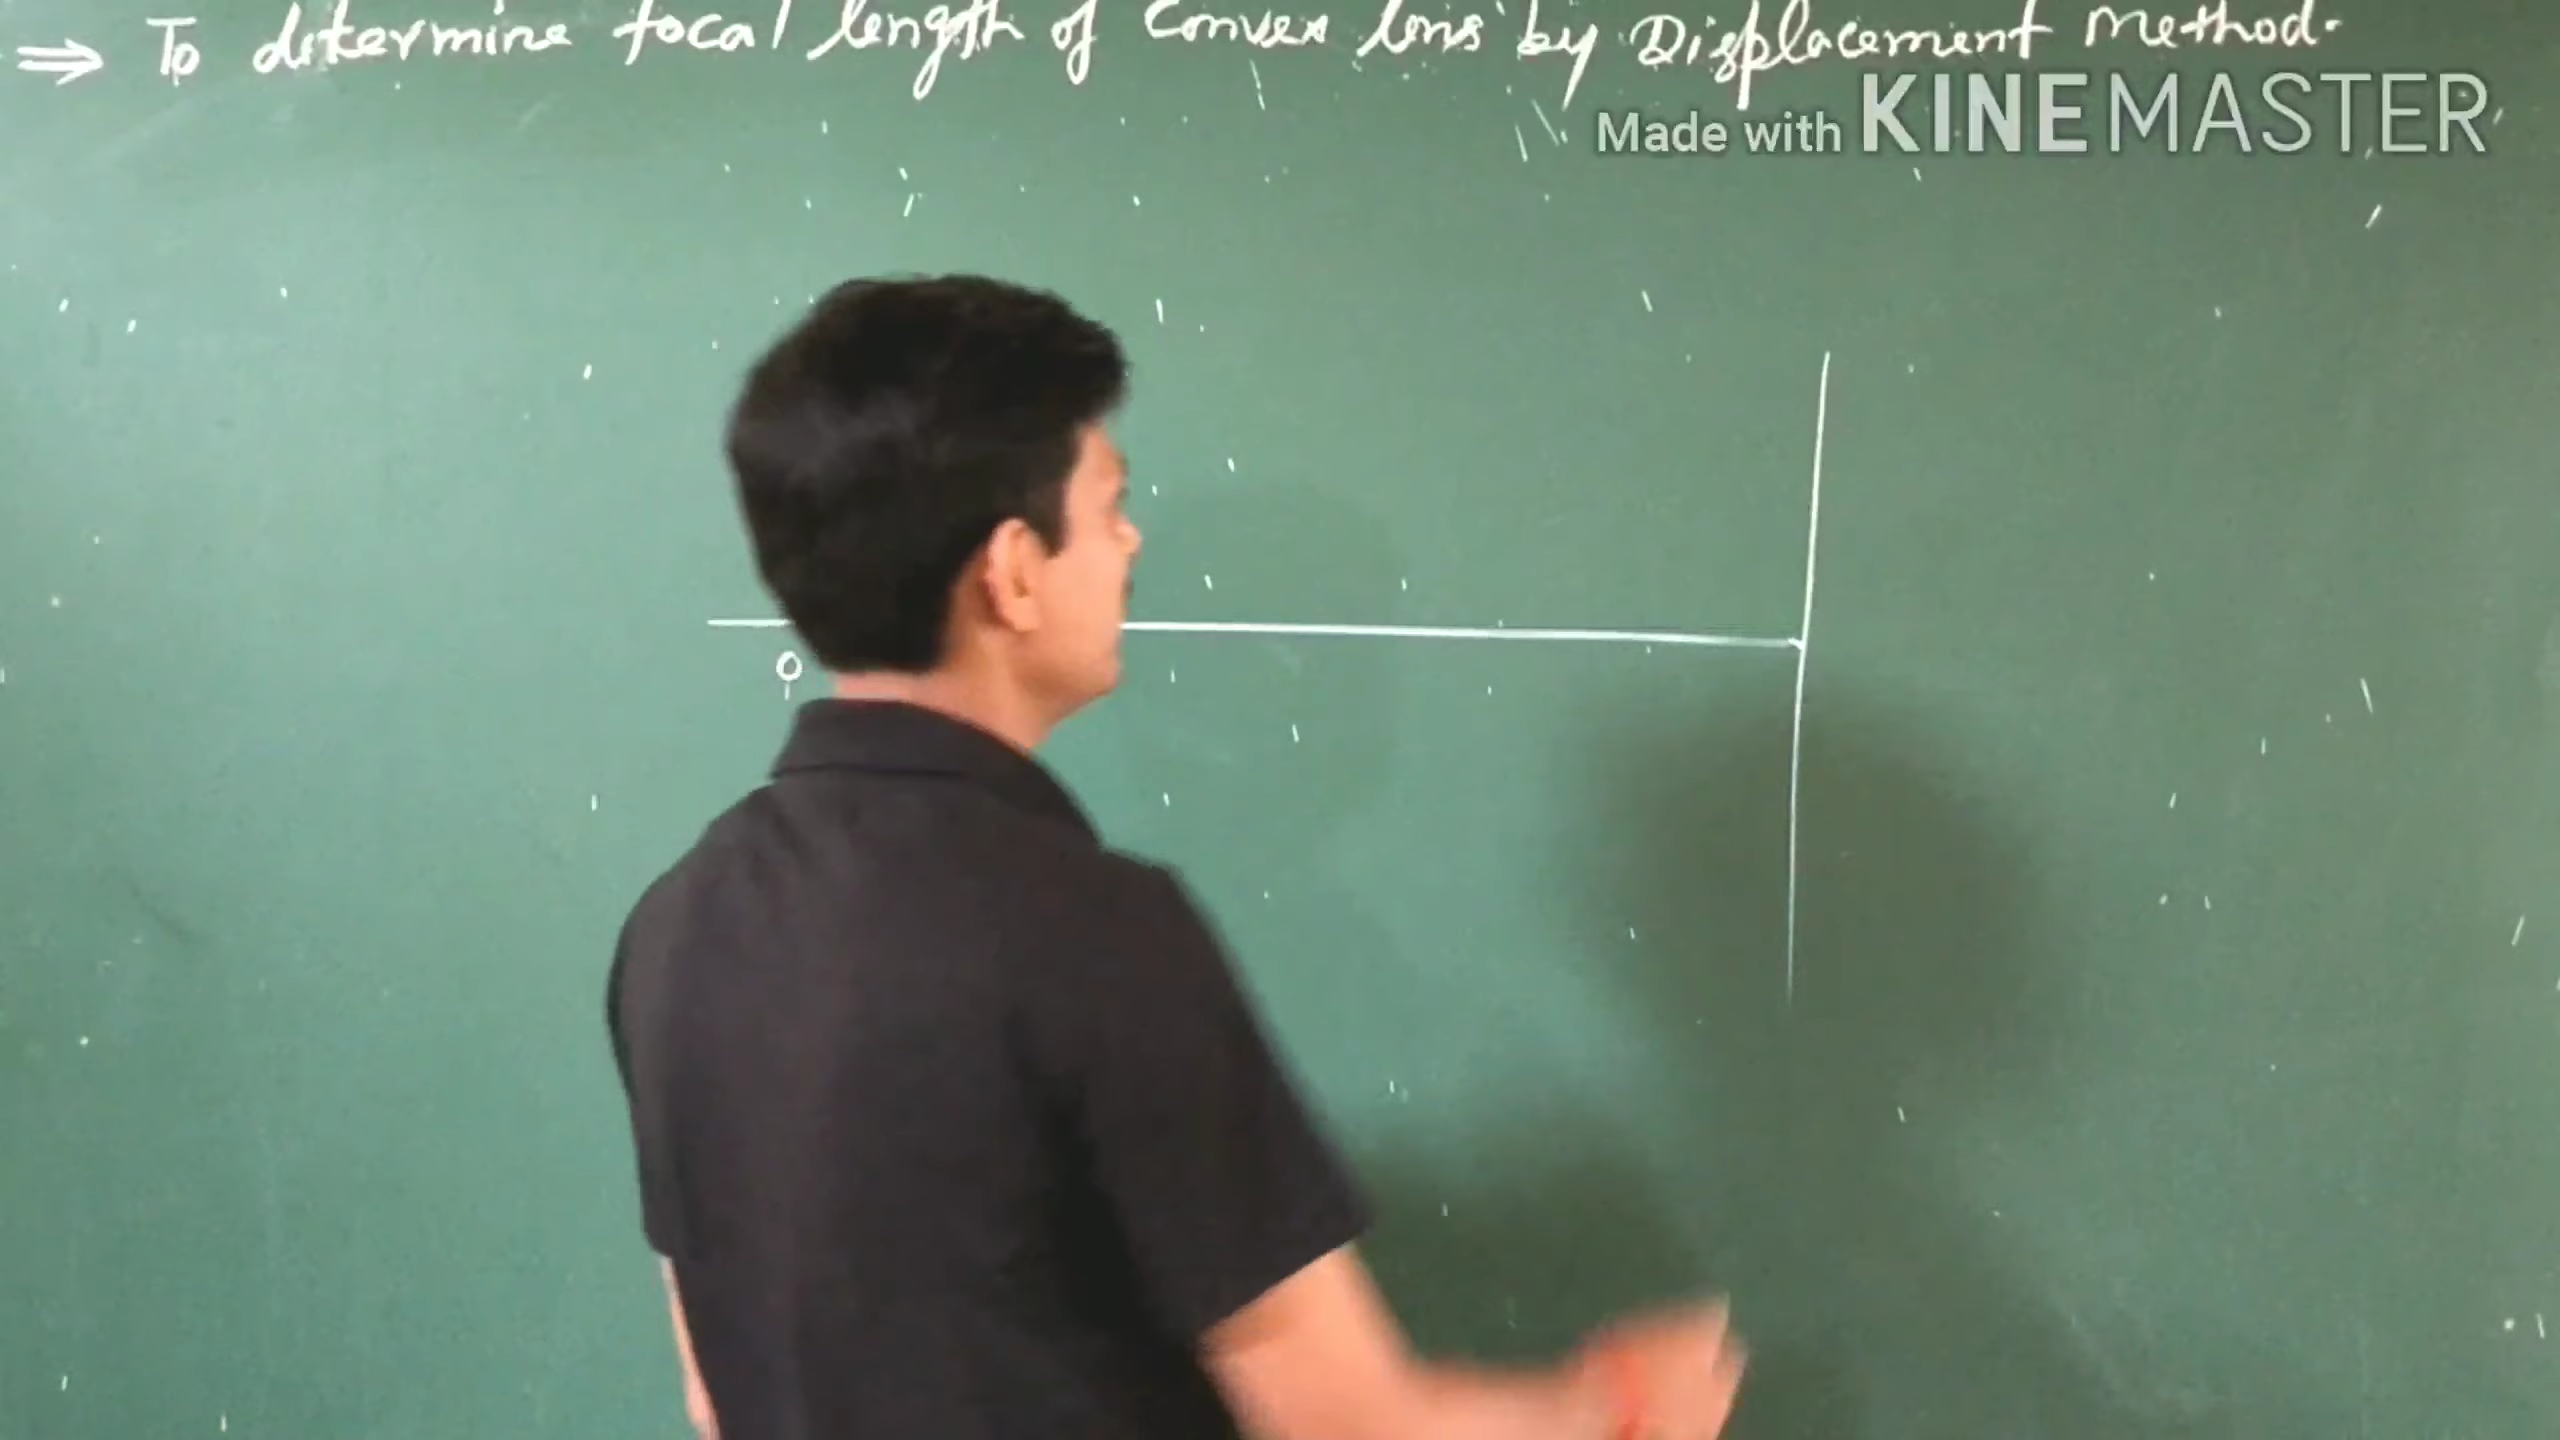 ⇒ To determine focal length of Convex lens by Displacement Method.
Made with KINEMASTER
O